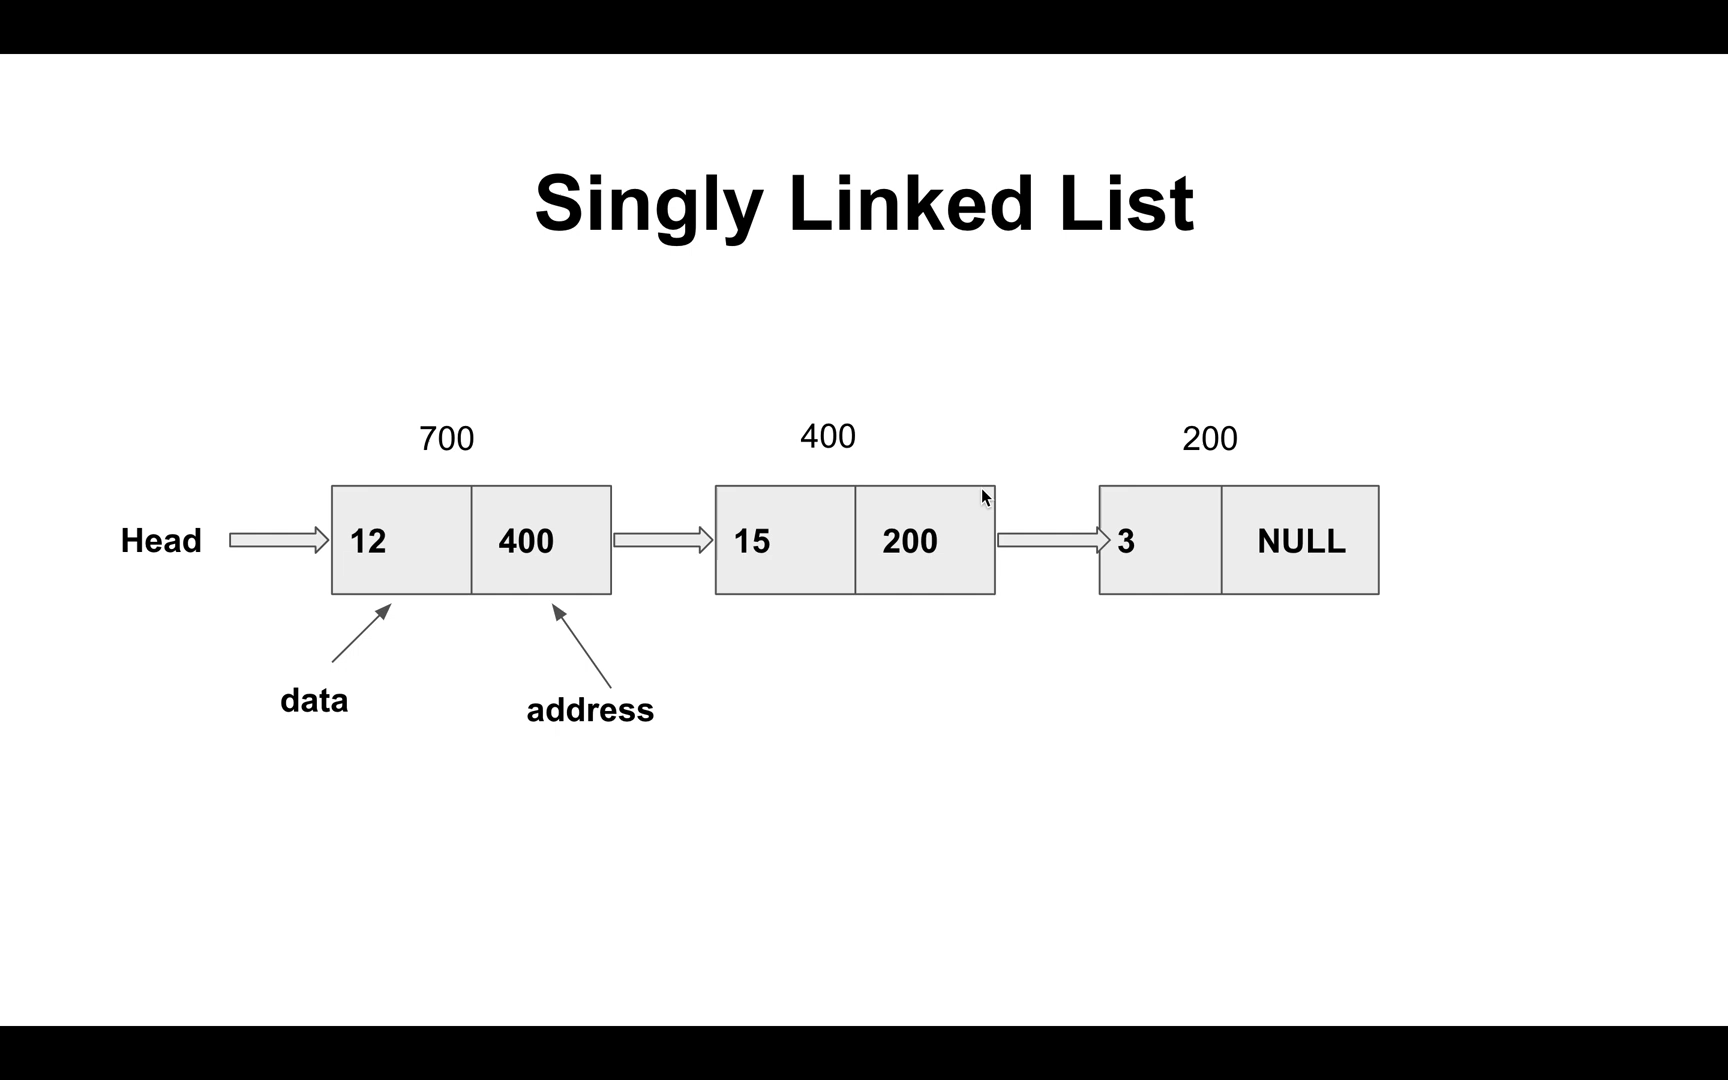 Singly Linked List
700 400 200
Head 12 400 15 200 3 NULL
data
address